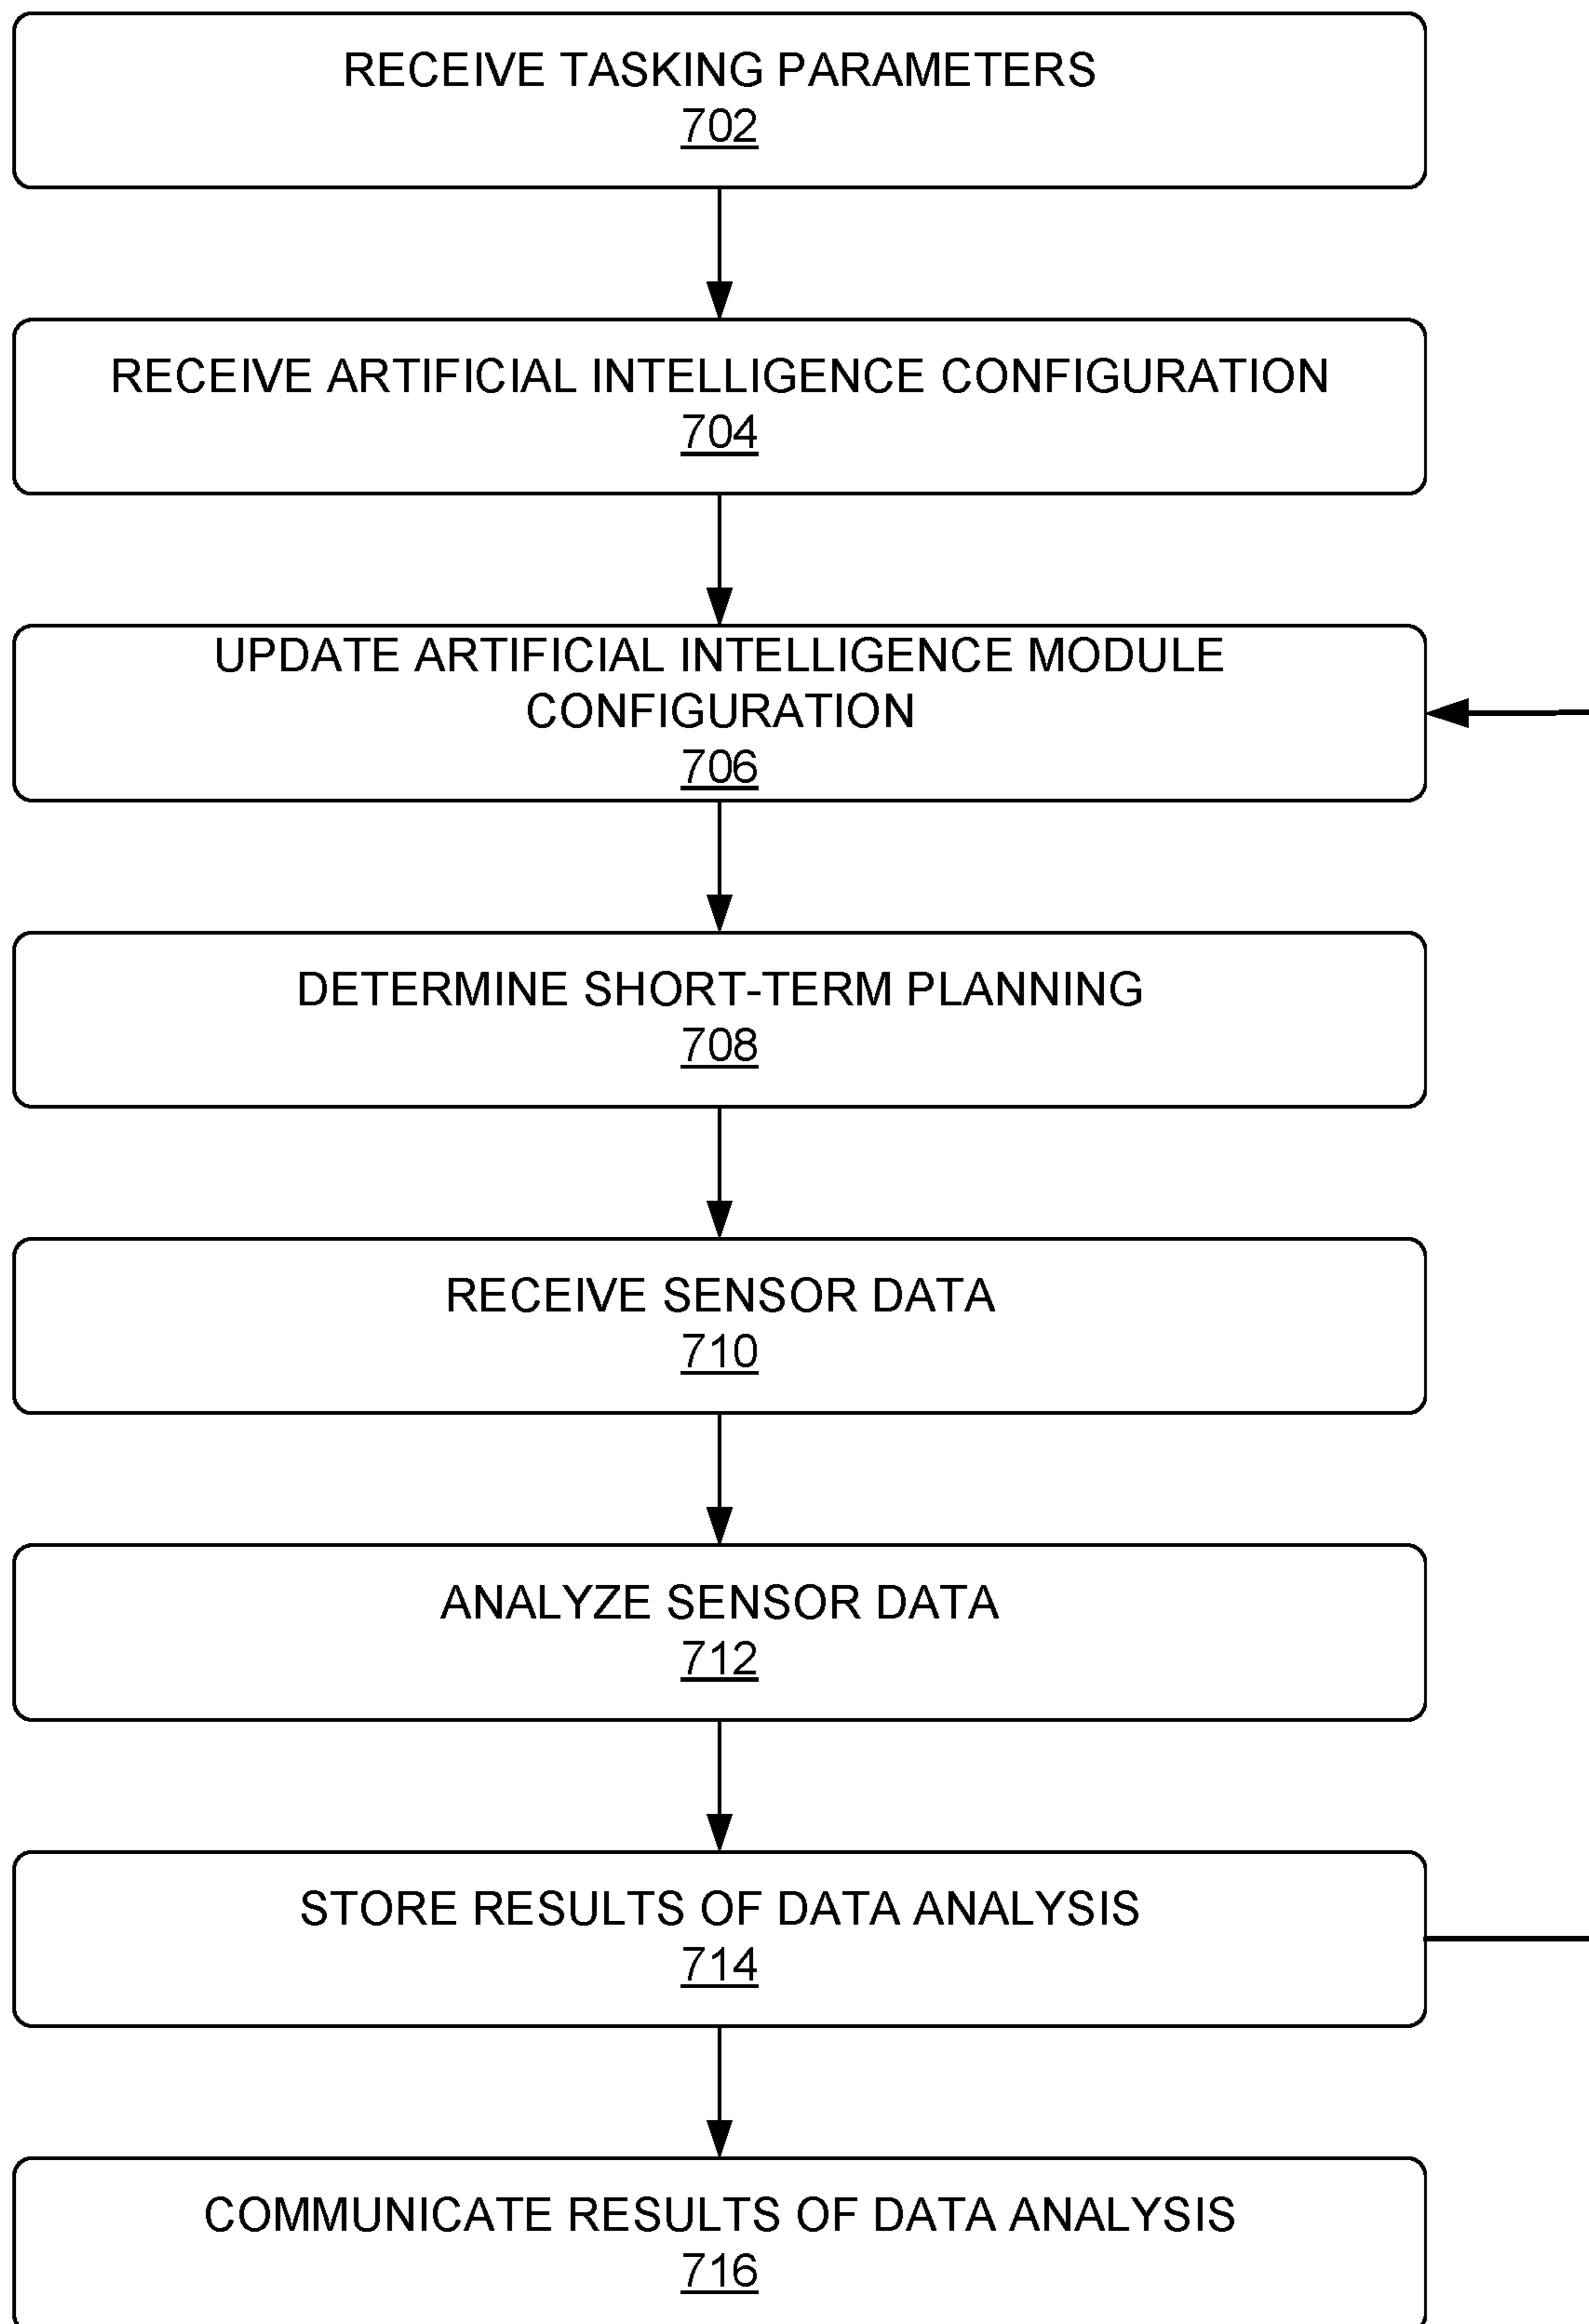 RECEIVE TASKING PARAMETERS
702
RECEIVE ARTIFICIAL INTELLIGENCE CONFIGURATION
704
UPDATE ARTIFICIAL INTELLIGENCE MODULE
CONFIGURATION
706
DETERMINE SHORT-TERM PLANNING
708
RECEIVE SENSOR DATA
710
ANALYZE SENSOR DATA
712
STORE RESULTS OF DATA ANALYSIS
714
COMMUNICATE RESULTS OF DATA ANALYSIS
716